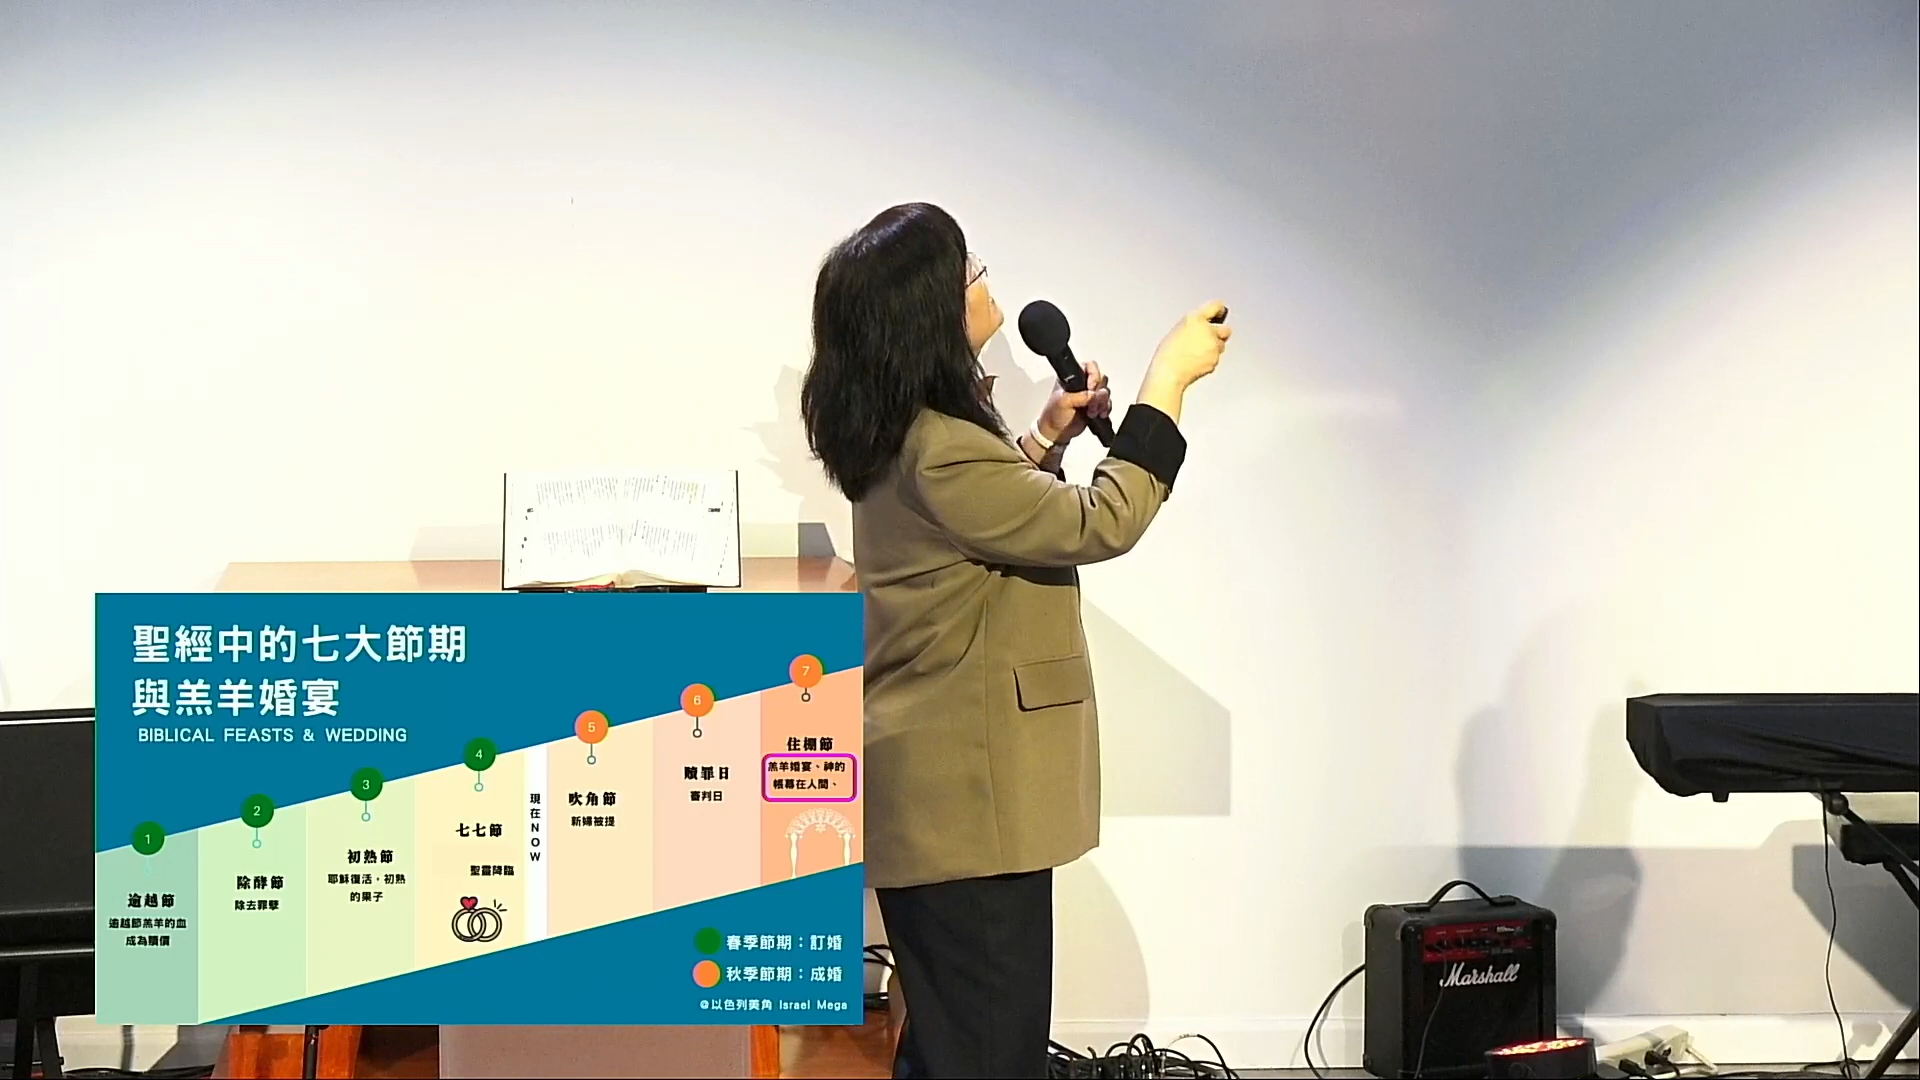 聖經中的七大節期
與羔羊婚宴
BIBLICAL FEASTS & WEDDING
1
逾越節
逾越節羔羊的血
成為贖價
2
除酵節
除去罪孽
3
初熟節
耶穌復活，初熟
的果子
4
七七節
聖靈降臨
現在NOW
5
吹角節
新婦被提
6
贖罪日
審判日
7
住棚節
羔羊婚宴、神的
帳幕在人間、
春季節期：訂婚
秋季節期：成婚
@以色列美角 Israel Mega
Marshall